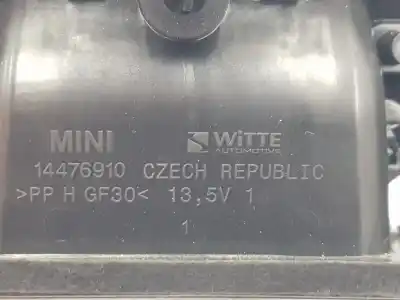 MINI WiTTE
AUTOMOTIVE
14476910 CZECH REPUBLIC
>PP H GF30< 13,5V 1
1